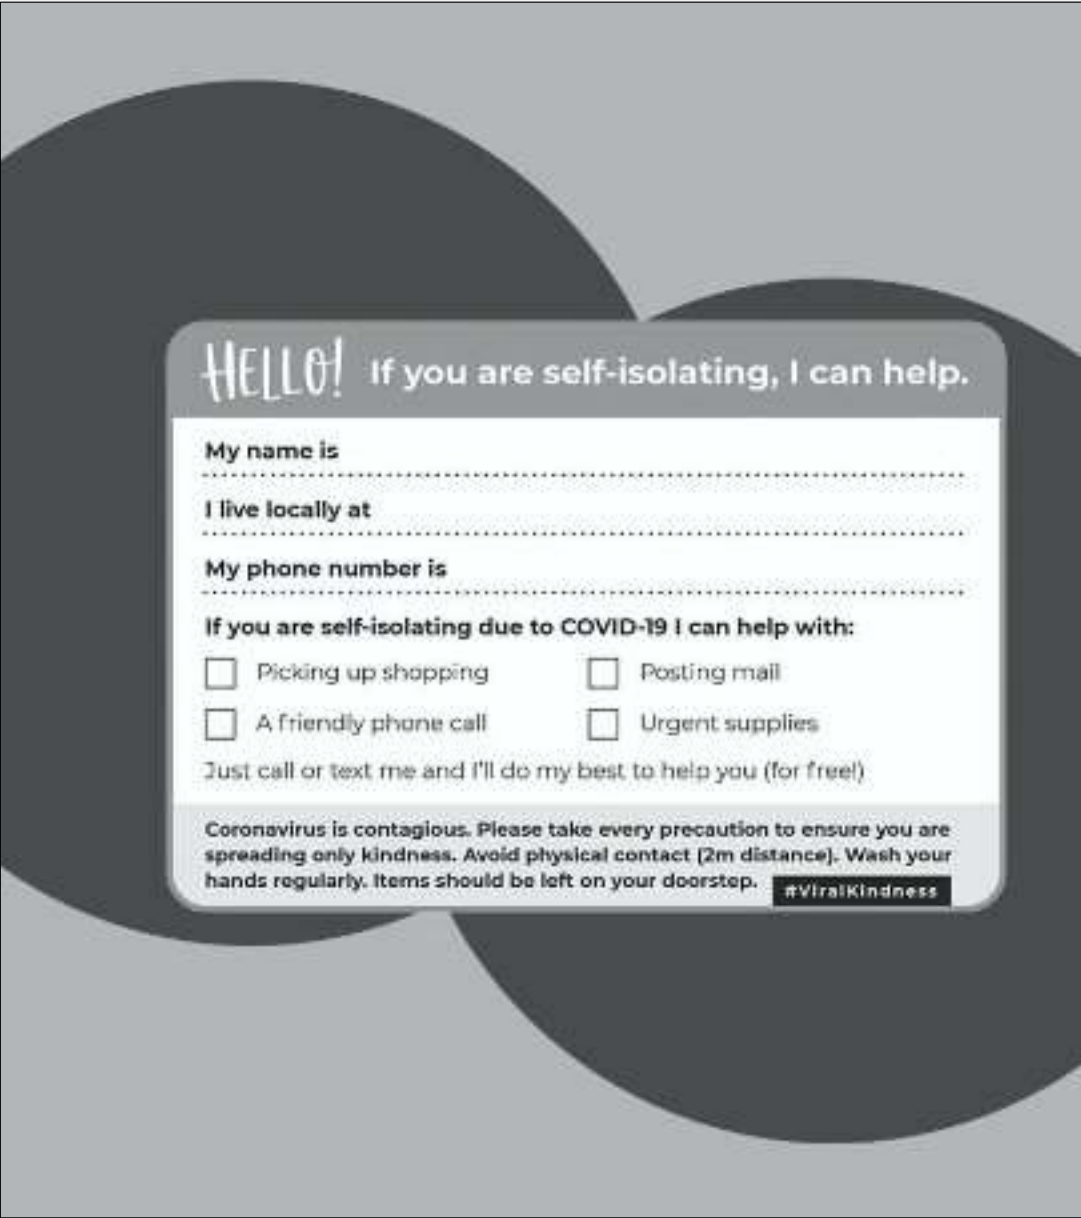 HELLO! If you are self-isolating, I can help.
My name is
I live locally at
My phone number is
If you are self-isolating due to COVID-19 I can help with:
Picking up shopping Posting mail
A friendly phone call Urgent supplies
Just call or text me and I'll do my best to help you (for free!)
Coronavirus is contagious. Please take every precaution to ensure you are
spreading only kindness. Avoid physical contact (2m distance). Wash your
hands regularly. Items should be left on your doorstep.
#ViralKindness